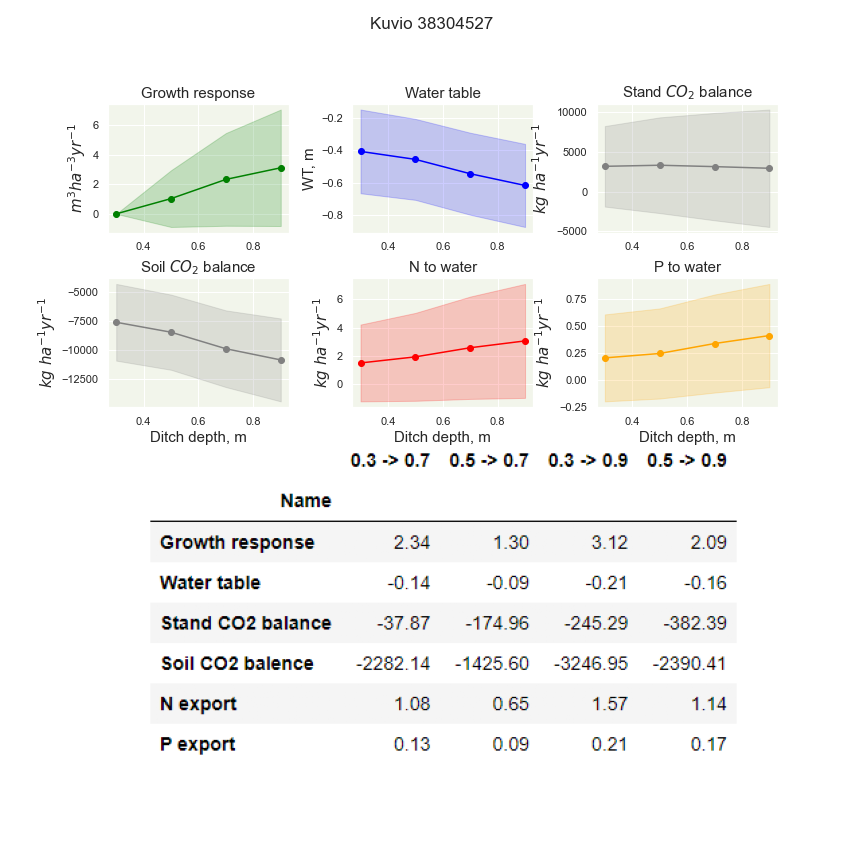 Kuvio 38304527
Growth response
Water table
Stand CO₂ balance
m³ha⁻³yr⁻¹
6
4
2
0
0.4 0.6 0.8
WT, m
−0.2
−0.4
−0.6
−0.8
0.4 0.6 0.8
kg ha⁻¹yr⁻¹
10000
5000
0
−5000
0.4 0.6 0.8
Soil CO₂ balance
N to water
P to water
kg ha⁻¹yr⁻¹
−5000
−7500
−10000
−12500
0.4 0.6 0.8
Ditch depth, m
kg ha⁻¹yr⁻¹
6
4
2
0
0.4 0.6 0.8
Ditch depth, m
kg ha⁻¹yr⁻¹
0.75
0.50
0.25
0.00
−0.25
0.4 0.6 0.8
Ditch depth, m
0.3 -> 0.7 0.5 -> 0.7 0.3 -> 0.9 0.5 -> 0.9
Name
Growth response 2.34 1.30 3.12 2.09
Water table -0.14 -0.09 -0.21 -0.16
Stand CO2 balance -37.87 -174.96 -245.29 -382.39
Soil CO2 balence -2282.14 -1425.60 -3246.95 -2390.41
N export 1.08 0.65 1.57 1.14
P export 0.13 0.09 0.21 0.17